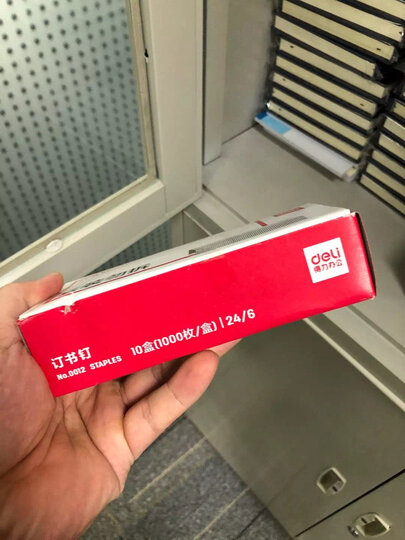 deli
得力办公
订书钉
10盒(1000枚/盒) | 24/6
No.0012 STAPLES